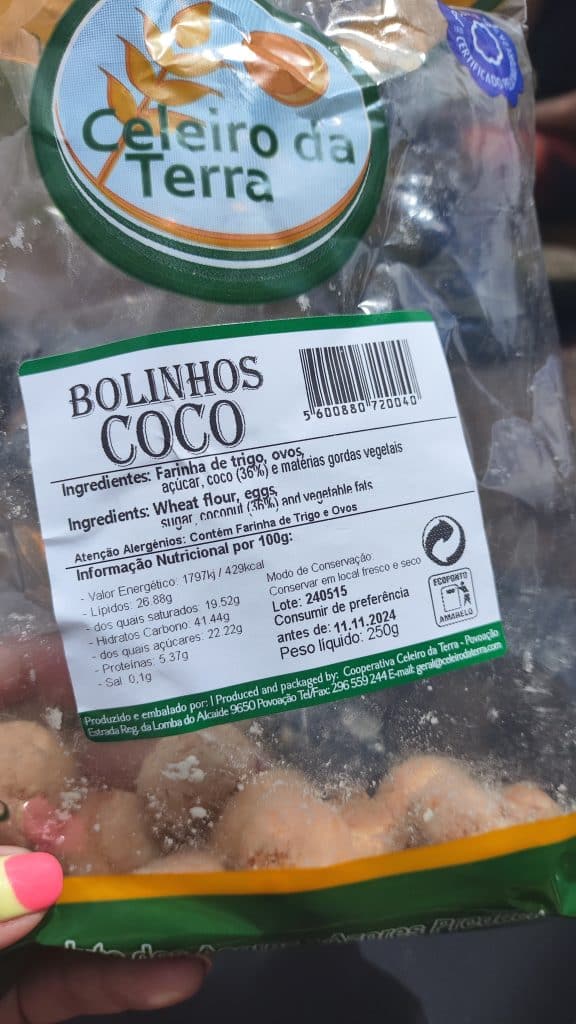 Celeiro da
Terra
CERTIFICADO
BOLINHOS
COCO
5 600880 720040
Ingredientes: Farinha de trigo, ovos,
açúcar, coco (36%) e matérias gordas vegetais
Ingredients: Wheat flour, eggs,
sugar, coconut (36%) and vegetable fats
Atenção Alergénios: Contém Farinha de Trigo e Ovos
Informação Nutricional por 100g:
- Valor Energético: 1797kj / 429kcal
- Lípidos: 26.88g
- dos quais saturados: 19.52g
- Hidratos Carbono: 41.44g
- dos quais açúcares: 22.22g
- Proteínas: 5.37g
- Sal 0,1g
Modo de Conservação:
Conservar em local fresco e seco
Lote: 240515
Consumir de preferência
antes de: 11.11.2024
Peso líquido: 250g
ECOPONTO
AMARELO
Produzido e embalado por: | Produced and packaged by: Cooperativa Celeiro da Terra - Povoação
Estrada Reg. da Lomba do Alcaide 9650 Povoação Tel/Fax: 296 559 244 E-mail: geral@celeirodaterra.com